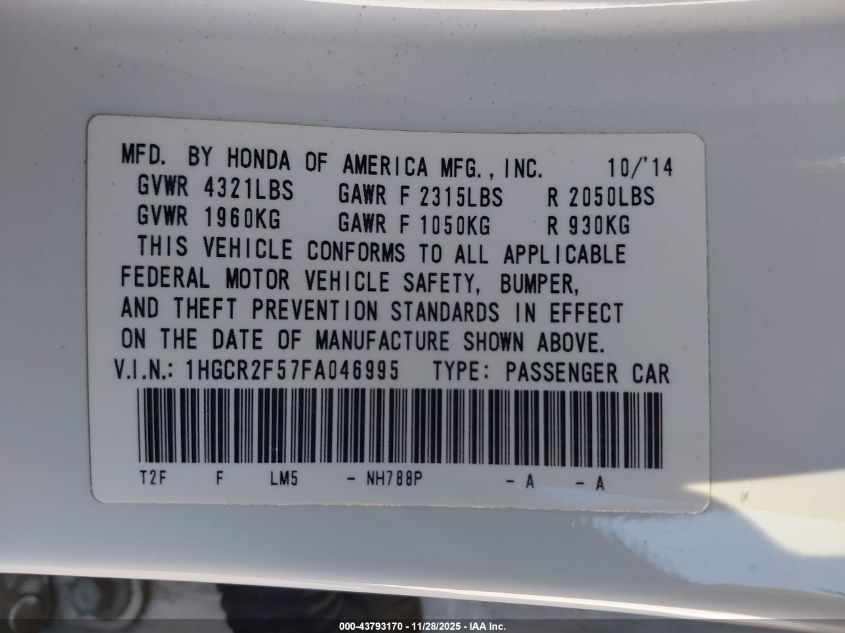 MFD. BY HONDA OF AMERICA MFG., INC. 10/'14
GVWR 4321LBS GAWR F 2315LBS R 2050LBS
GVWR 1960KG GAWR F 1050KG R 930KG
THIS VEHICLE CONFORMS TO ALL APPLICABLE
FEDERAL MOTOR VEHICLE SAFETY, BUMPER,
AND THEFT PREVENTION STANDARDS IN EFFECT
ON THE DATE OF MANUFACTURE SHOWN ABOVE.
V.I.N.: 1HGCR2F57FA046995 TYPE: PASSENGER CAR
T2F F LM5 - NH788P - A - A
000-43793170 - 11/28/2025 - IAA Inc.